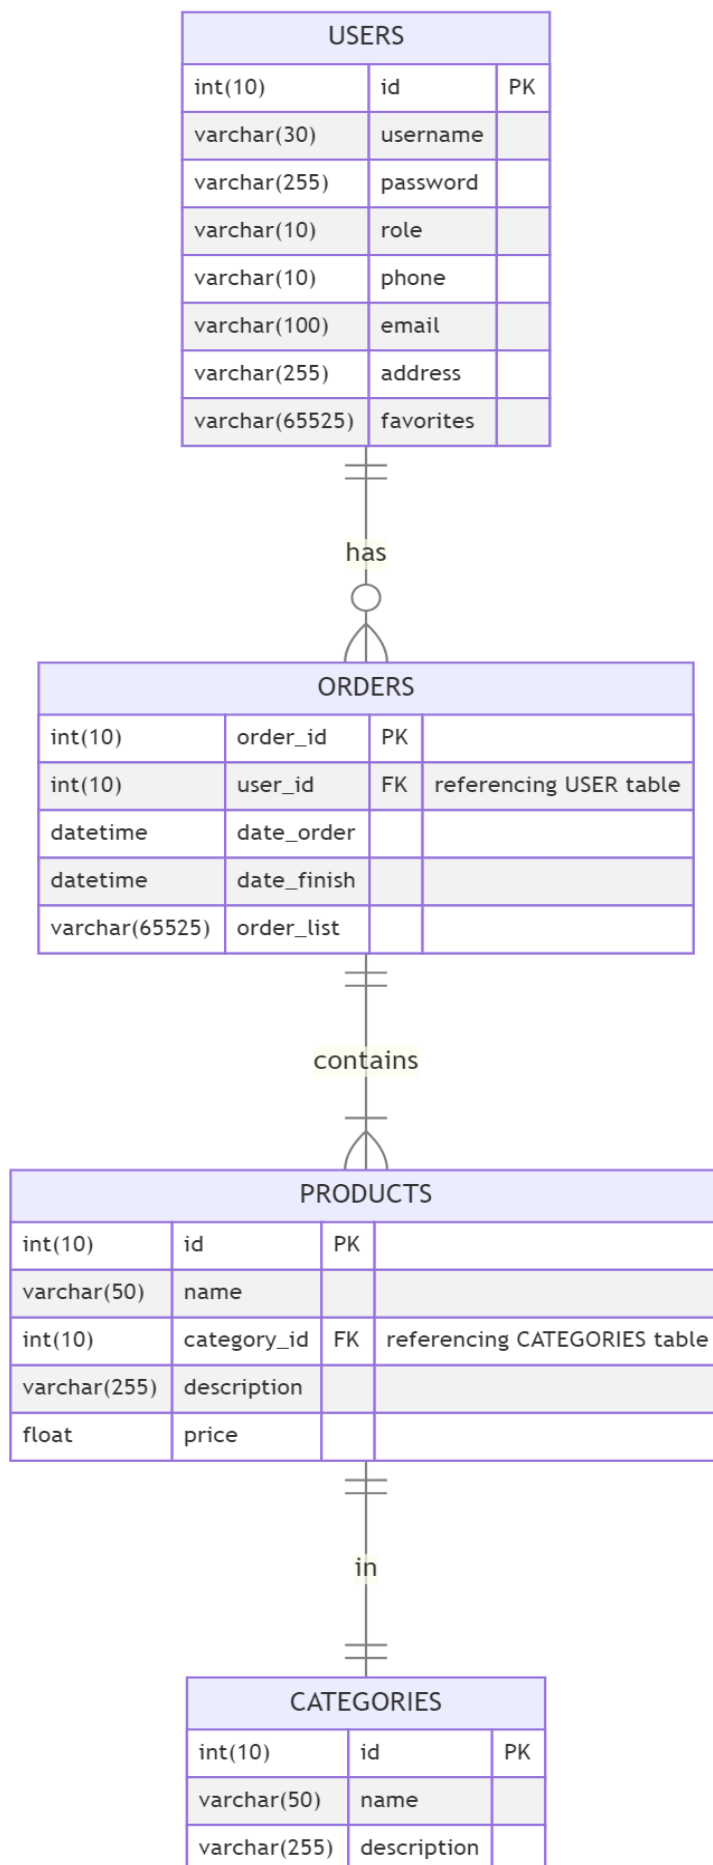 USERS
int(10) id PK
varchar(30) username
varchar(255) password
varchar(10) role
varchar(10) phone
varchar(100) email
varchar(255) address
varchar(65525) favorites
has
ORDERS
int(10) order_id PK
int(10) user_id FK referencing USER table
datetime date_order
datetime date_finish
varchar(65525) order_list
contains
PRODUCTS
int(10) id PK
varchar(50) name
int(10) category_id FK referencing CATEGORIES table
varchar(255) description
float price
in
CATEGORIES
int(10) id PK
varchar(50) name
varchar(255) description